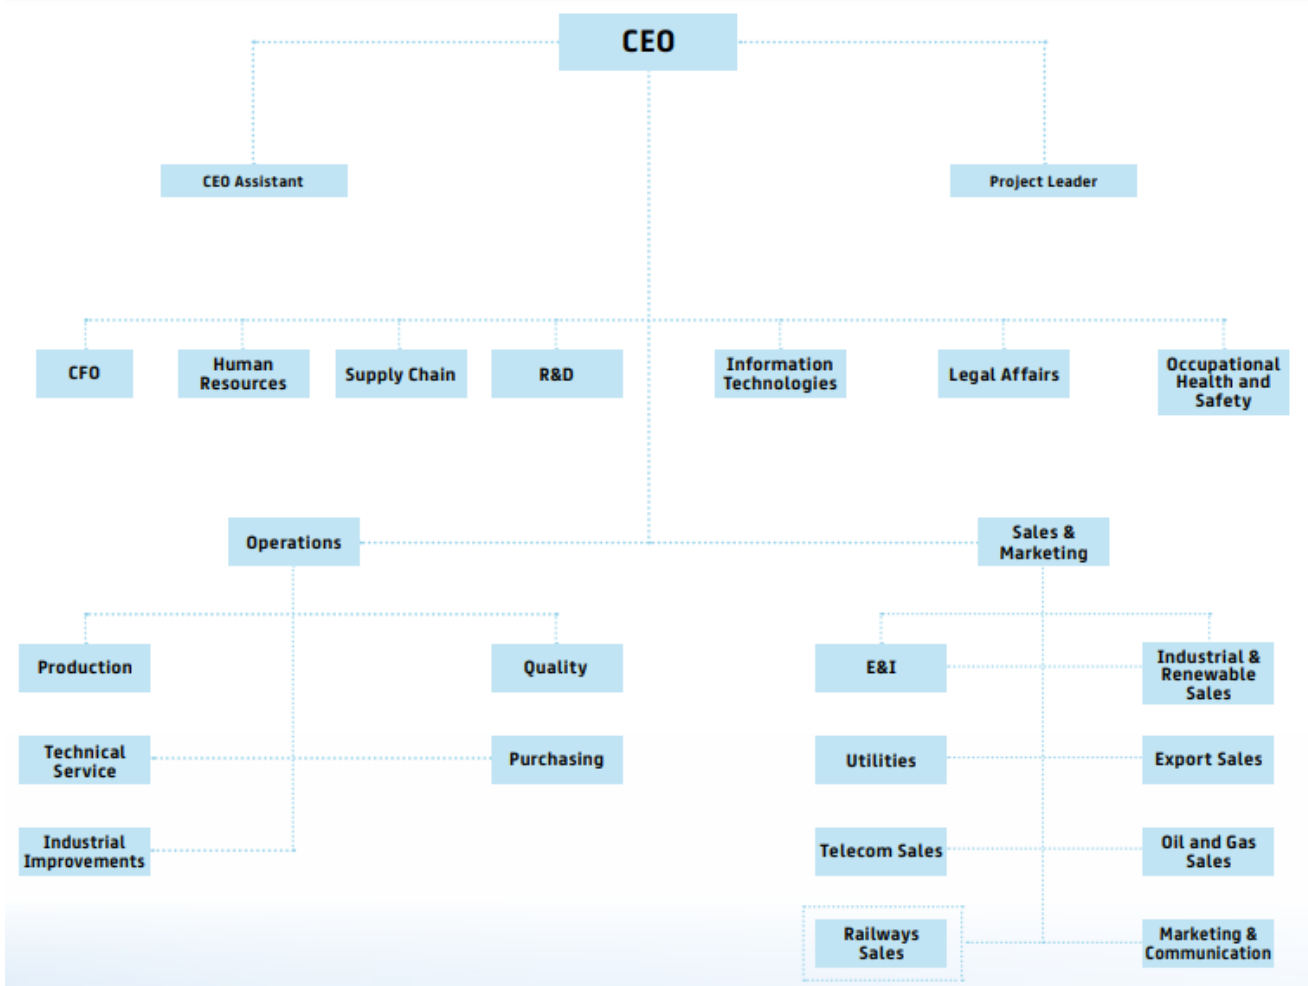 CEO
CEO Assistant
Project Leader
CFO
Human
Resources
Supply Chain
R&D
Information
Technologies
Legal Affairs
Occupational
Health and
Safety
Operations
Sales &
Marketing
Production
Quality
E&I
Industrial &
Renewable
Sales
Technical
Service
Purchasing
Utilities
Export Sales
Industrial
Improvements
Telecom Sales
Oil and Gas
Sales
Railways
Sales
Marketing &
Communication